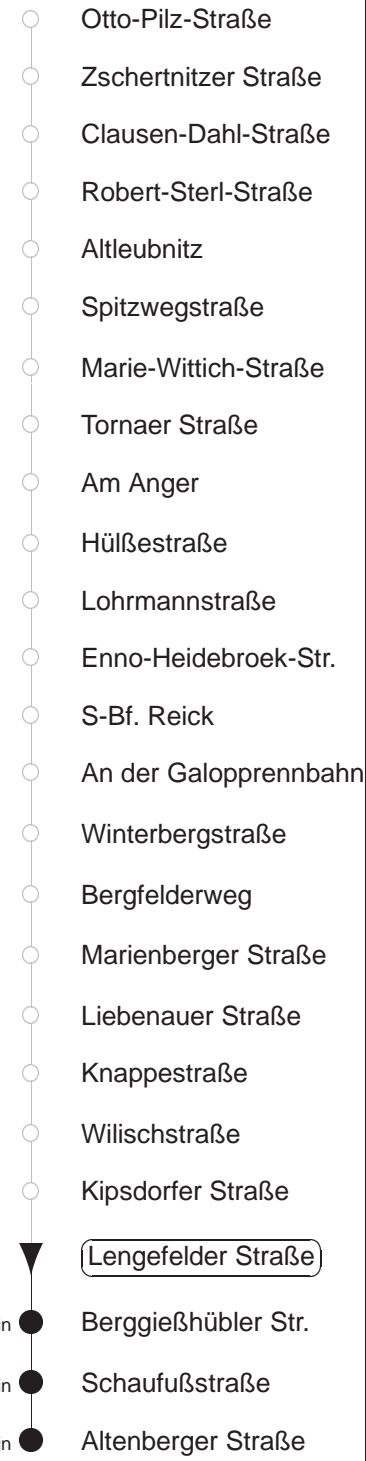 Otto-Pilz-Straße
Zschertnitzer Straße
Clausen-Dahl-Straße
Robert-Sterl-Straße
Altleubnitz
Spitzwegstraße
Marie-Wittich-Straße
Tornaer Straße
Am Anger
Hülßestraße
Lohrmannstraße
Enno-Heidebroek-Str.
S-Bf. Reick
An der Galopprennbahn
Winterbergstraße
Bergfelderweg
Marienberger Straße
Liebenauer Straße
Knappestraße
Wilischstraße
Kipsdorfer Straße
Lengefelder Straße
Berggießhübler Str.
Schaufußstraße
Altenberger Straße